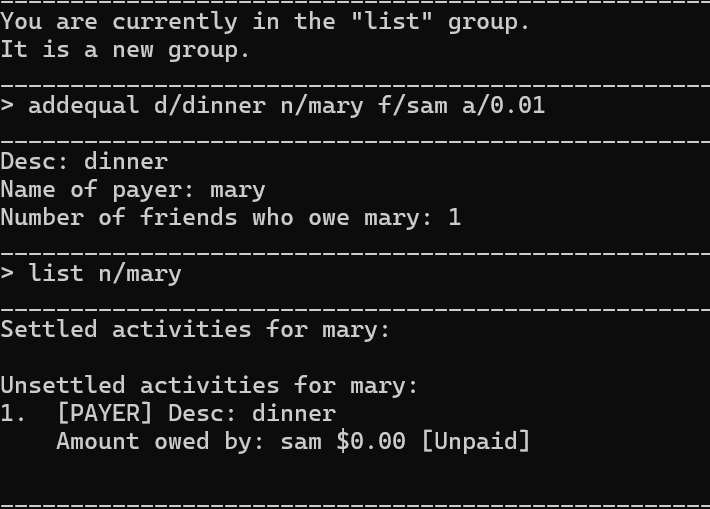 You are currently in the "list" group.
It is a new group.
> addequal d/dinner n/mary f/sam a/0.01
Desc: dinner
Name of payer: mary
Number of friends who owe mary: 1
> list n/mary
Settled activities for mary:
Unsettled activities for mary:
1.  [PAYER] Desc: dinner
    Amount owed by: sam $0.00 [Unpaid]